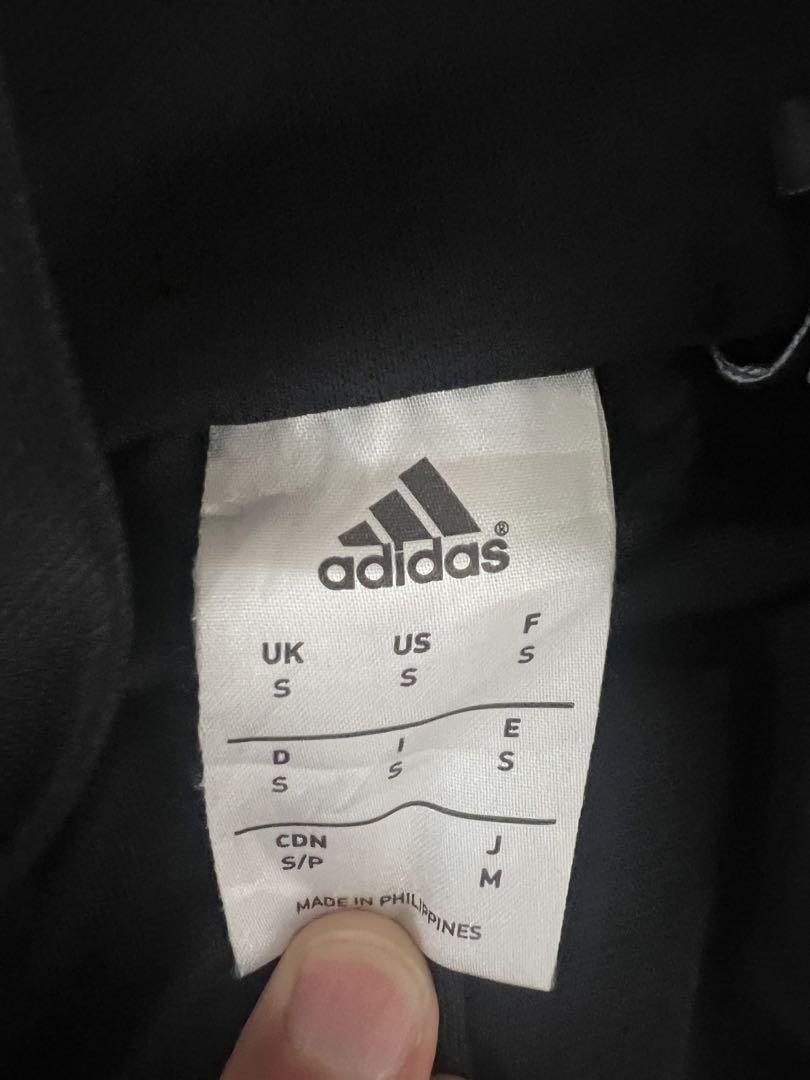 adidas®
UK US F
S S S
D I E
S S S
CDN J
S/P M
MADE IN PHILIPPINES